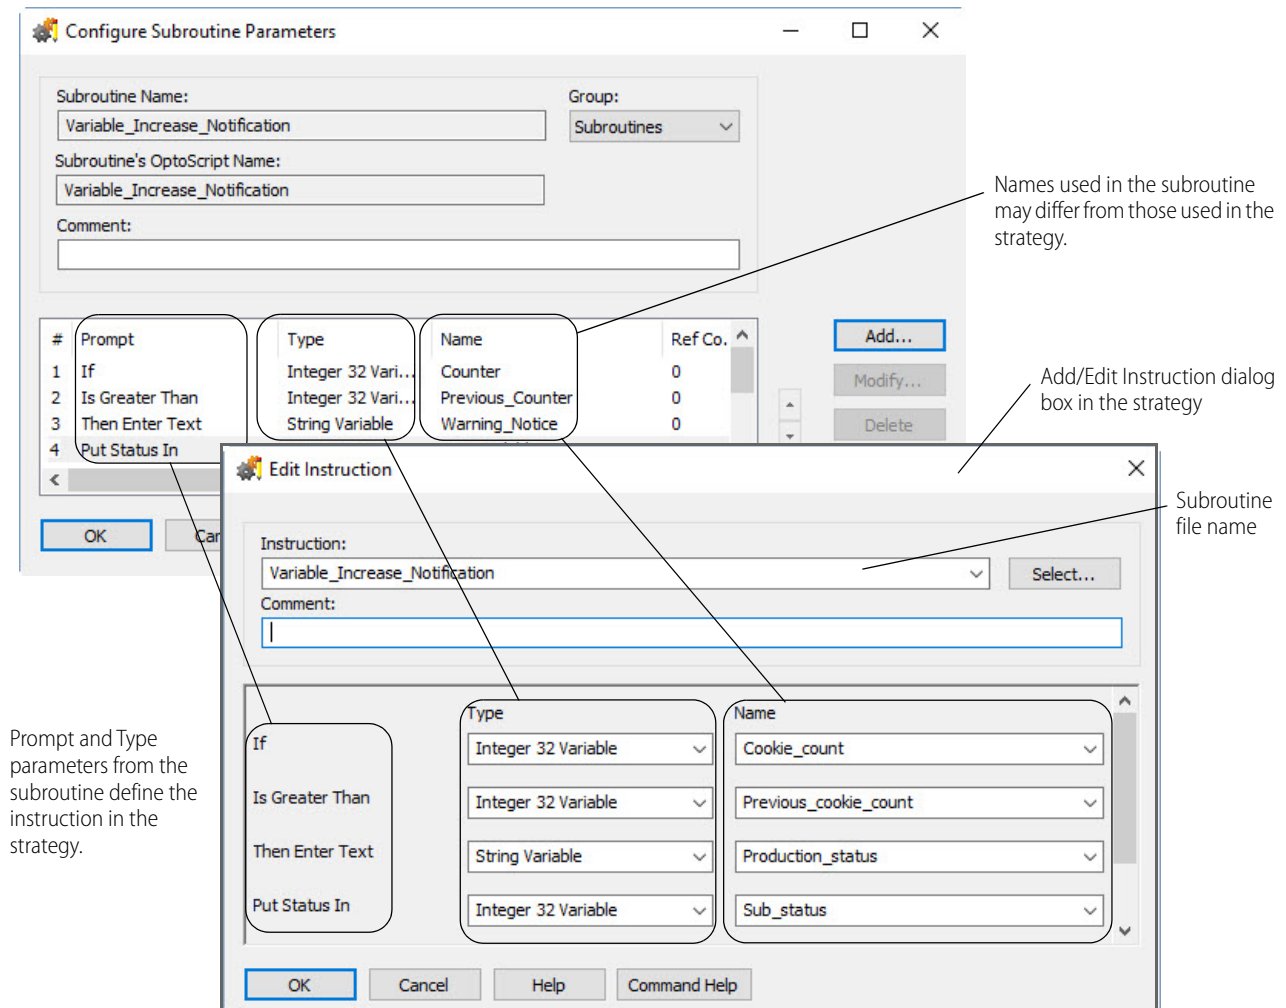 Configure Subroutine Parameters
Subroutine Name:
Group:
Variable_Increase_Notification
Subroutines
Subroutine's OptoScript Name:
Variable_Increase_Notification
Comment:
Names used in the subroutine
may differ from those used in the
strategy.
# Prompt Type Name Ref Co.
1 If Integer 32 Vari... Counter 0
2 Is Greater Than Integer 32 Vari... Previous_Counter 0
3 Then Enter Text String Variable Warning_Notice 0
4 Put Status In
Add...
Modify...
Delete
OK
Add/Edit Instruction dialog
box in the strategy
Edit Instruction
Subroutine
file name
Instruction:
Variable_Increase_Notification
Select...
Comment:
Type
Name
If
Integer 32 Variable
Cookie_count
Is Greater Than
Integer 32 Variable
Previous_cookie_count
Then Enter Text
String Variable
Production_status
Put Status In
Integer 32 Variable
Sub_status
Prompt and Type
parameters from the
subroutine define the
instruction in the
strategy.
OK
Cancel
Help
Command Help